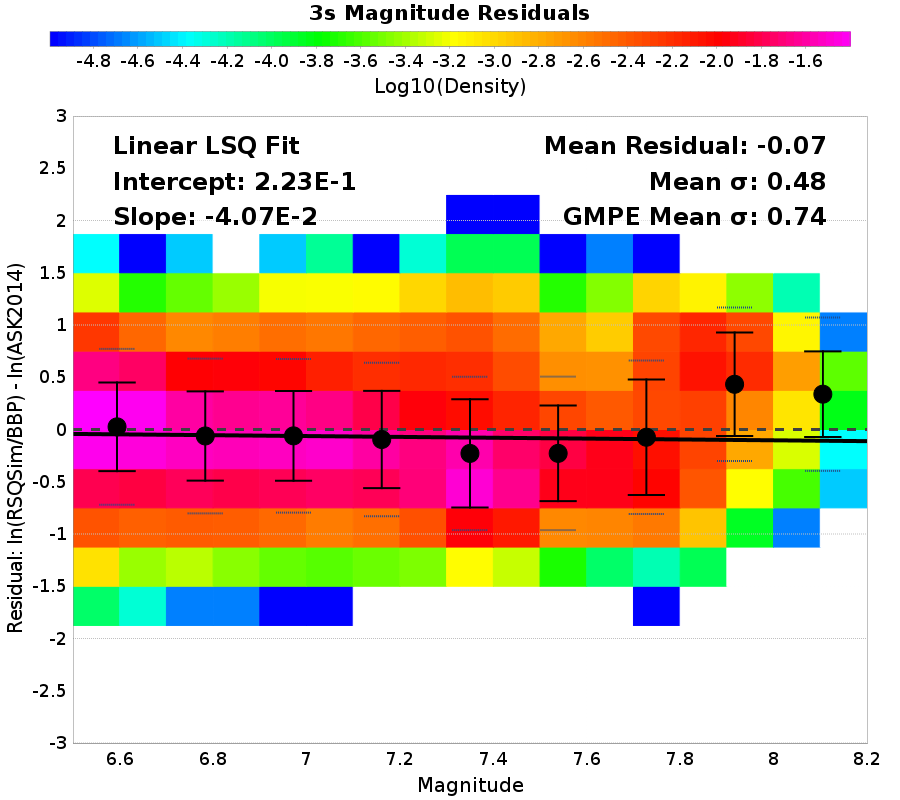 3s Magnitude Residuals
-4.8 -4.6 -4.4 -4.2 -4.0 -3.8 -3.6 -3.4 -3.2 -3.0 -2.8 -2.6 -2.4 -2.2 -2.0 -1.8 -1.6
Log10(Density)
Linear LSQ Fit
Intercept: 2.23E-1
Slope: -4.07E-2
Mean Residual: -0.07
Mean σ: 0.48
GMPE Mean σ: 0.74
Residual: ln(RSQSim/BBP) - ln(ASK2014)
3
2.5
2
1.5
1
0.5
0
-0.5
-1
-1.5
-2
-2.5
-3
6.6 6.8 7 7.2 7.4 7.6 7.8 8 8.2
Magnitude